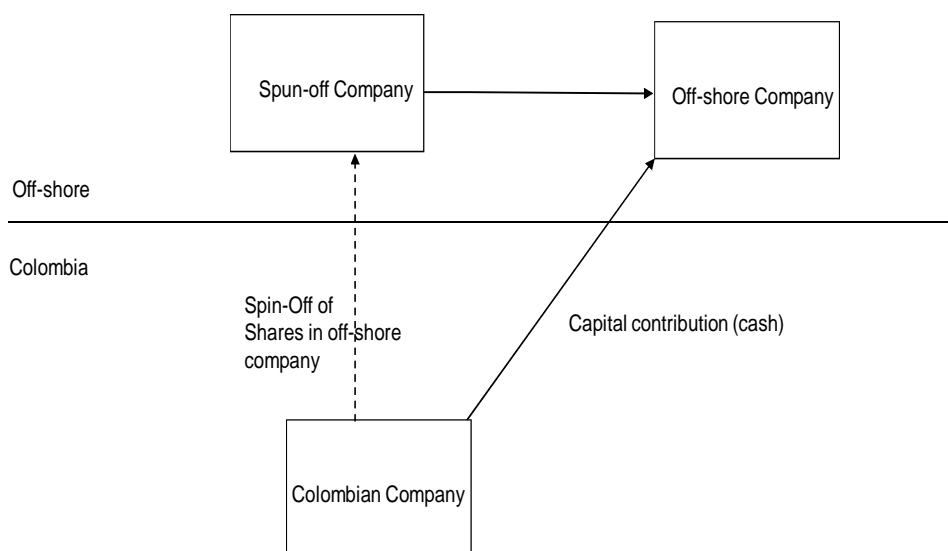 Spun-off Company
Off-shore Company
Off-shore
Colombia
Spin-Off of
Shares in off-shore
company
Capital contribution (cash)
Colombian Company